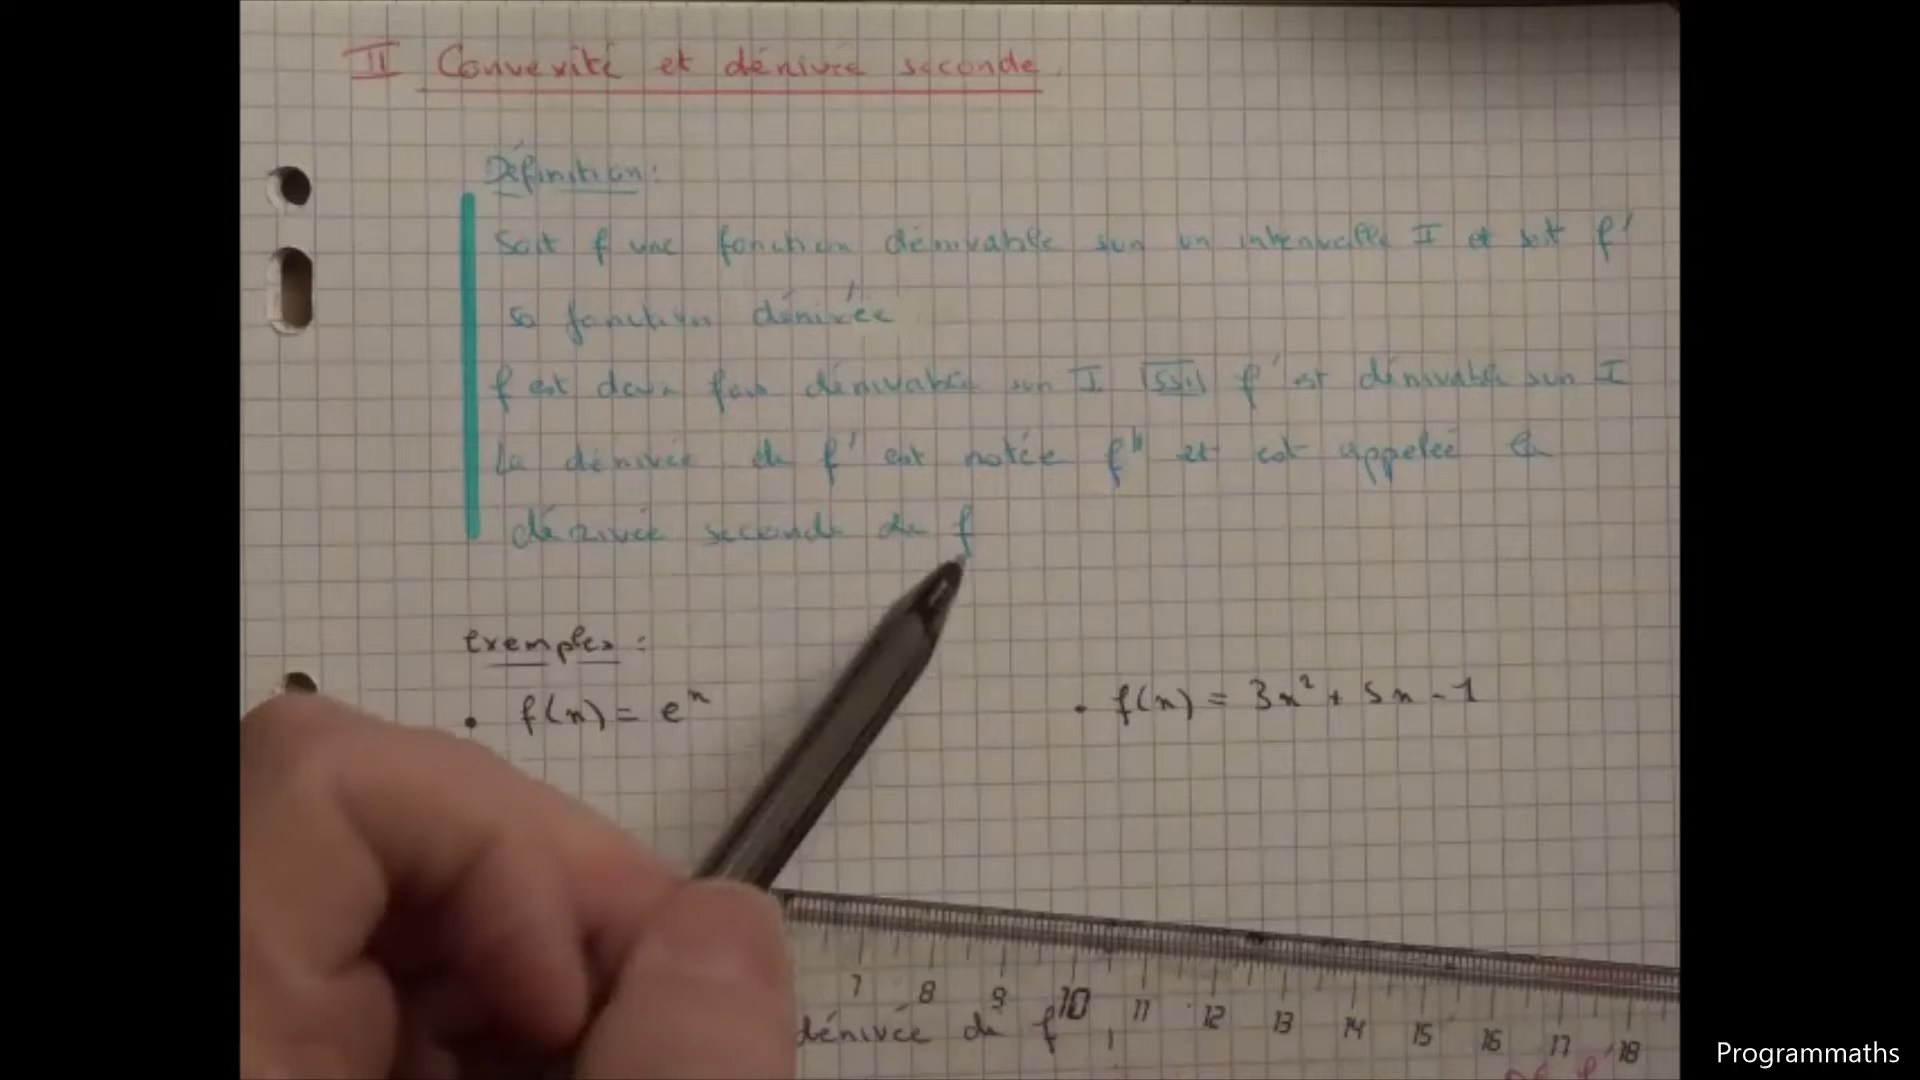 II Convexité et dérivée seconde.
Définition:
Soit f une fonction dérivable sur un intervalle I et soit f'
sa fonction dérivée
f est deux fois dérivable sur I ssi f' est dérivable sur I
La dérivée de f' est notée f" et est appelée la
dérivée seconde de f
exemples :
• f(x) = eˣ
• f(x) = 3x² + 5x - 1
7 8 9 10 11 12 13 14 15 16 17 18
dérivée de f'
Programmaths